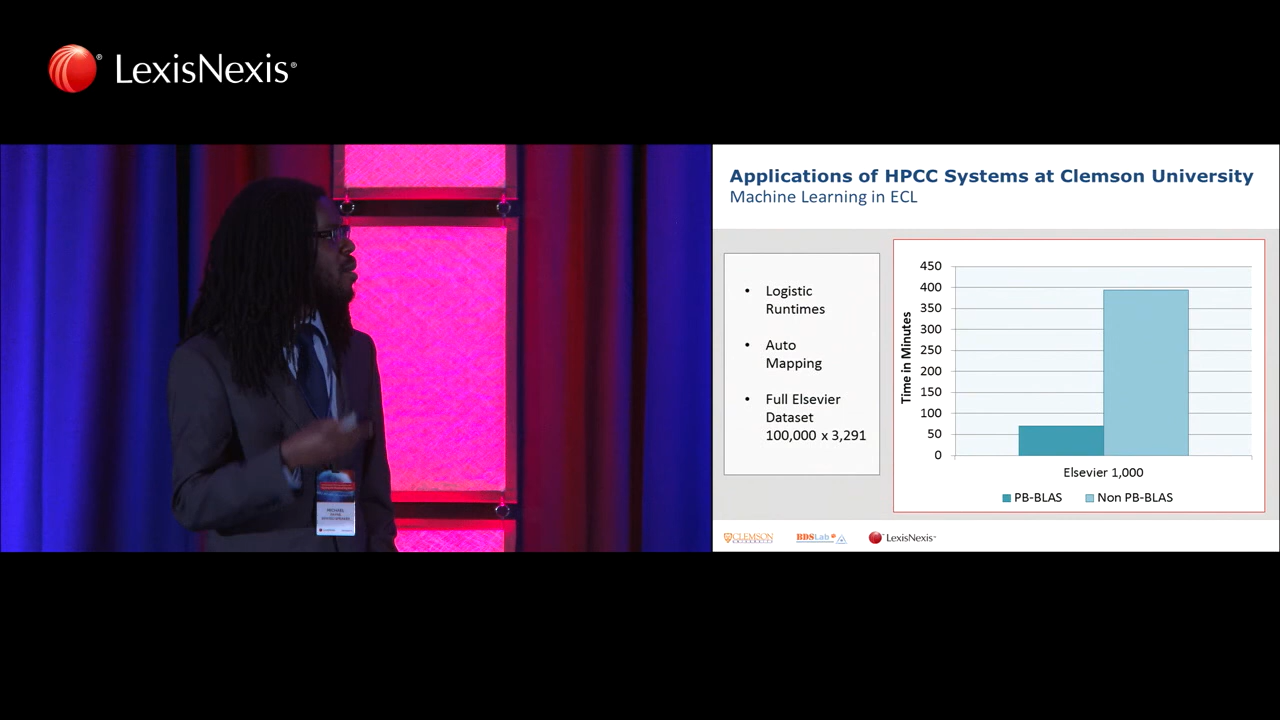 LexisNexis®
Applications of HPCC Systems at Clemson University
Machine Learning in ECL
• Logistic
Runtimes
• Auto
Mapping
• Full Elsevier
Dataset
100,000 x 3,291
Time in Minutes
450
400
350
300
250
200
150
100
50
0
Elsevier 1,000
PB-BLAS
Non PB-BLAS
CLEMSON
BDSLab
LexisNexis
MICHAEL